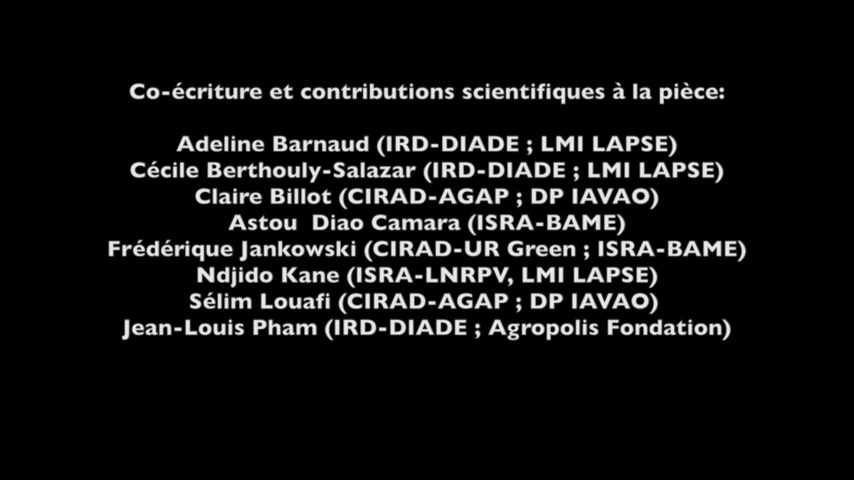 Co-écriture et contributions scientifiques à la pièce:
Adeline Barnaud (IRD-DIADE ; LMI LAPSE)
Cécile Berthouly-Salazar (IRD-DIADE ; LMI LAPSE)
Claire Billot (CIRAD-AGAP ; DP IAVAO)
Astou  Diao Camara (ISRA-BAME)
Frédérique Jankowski (CIRAD-UR Green ; ISRA-BAME)
Ndjido Kane (ISRA-LNRPV, LMI LAPSE)
Sélim Louafi (CIRAD-AGAP ; DP IAVAO)
Jean-Louis Pham (IRD-DIADE ; Agropolis Fondation)